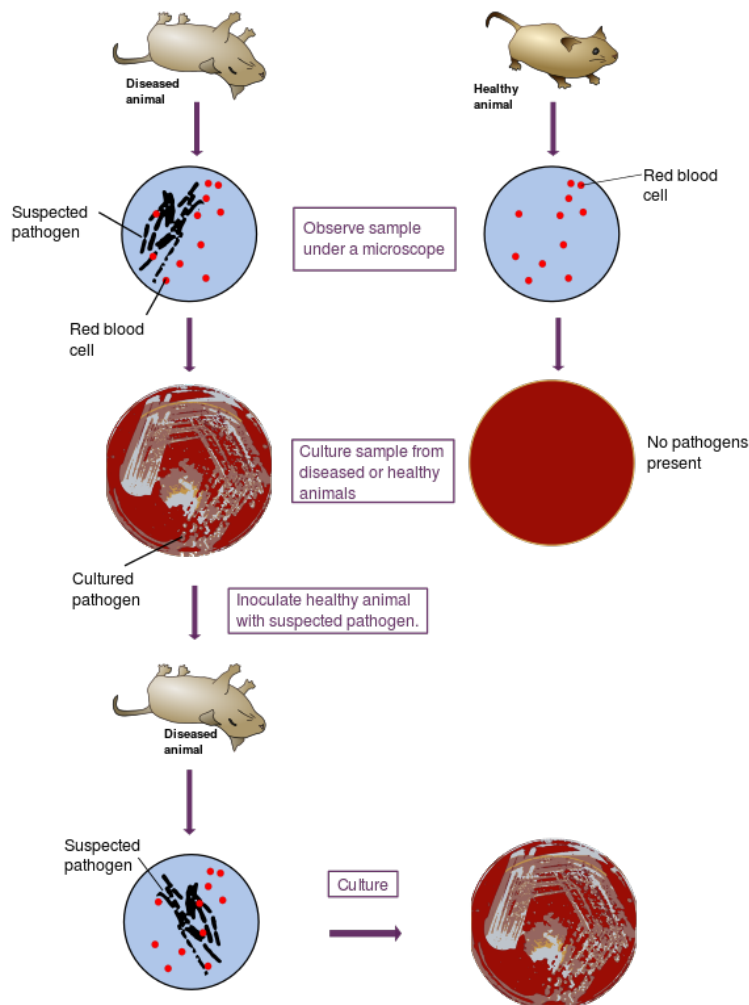 Diseased
animal
Healthy
animal
Suspected
pathogen
Observe sample
under a microscope
Red blood
cell
Red blood
cell
Culture sample from
diseased or healthy
animals
No pathogens
present
Cultured
pathogen
Inoculate healthy animal
with suspected pathogen.
Diseased
animal
Suspected
pathogen
Culture